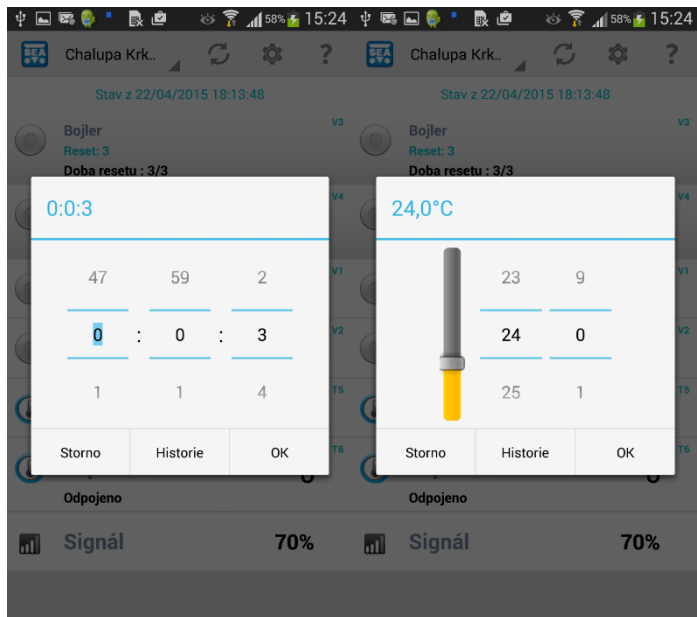 58% 15:24
SEA Chalupa Krk.. ?
Stav z 22/04/2015 18:13:48
Bojler V3
Reset: 3
Doba resetu : 3/3
V4
0:0:3
47 59 2
V1
0 : 0 : 3
V2
1 1 4
T5
Storno Historie OK
T6
Odpojeno
Signál 70%
58% 15:24
SEA Chalupa Krk.. ?
Stav z 22/04/2015 18:13:48
Bojler V3
Reset: 3
Doba resetu : 3/3
V4
24,0°C
23 9
V1
24 0
V2
25 1
T5
Storno Historie OK
T6
Odpojeno
Signál 70%